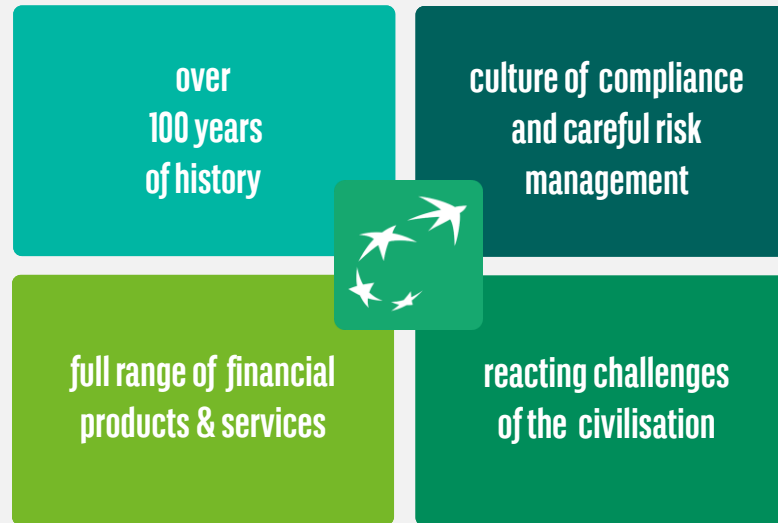 over
100 years
of history
culture of compliance
and careful risk
management
full range of financial
products & services
reacting challenges
of the civilisation